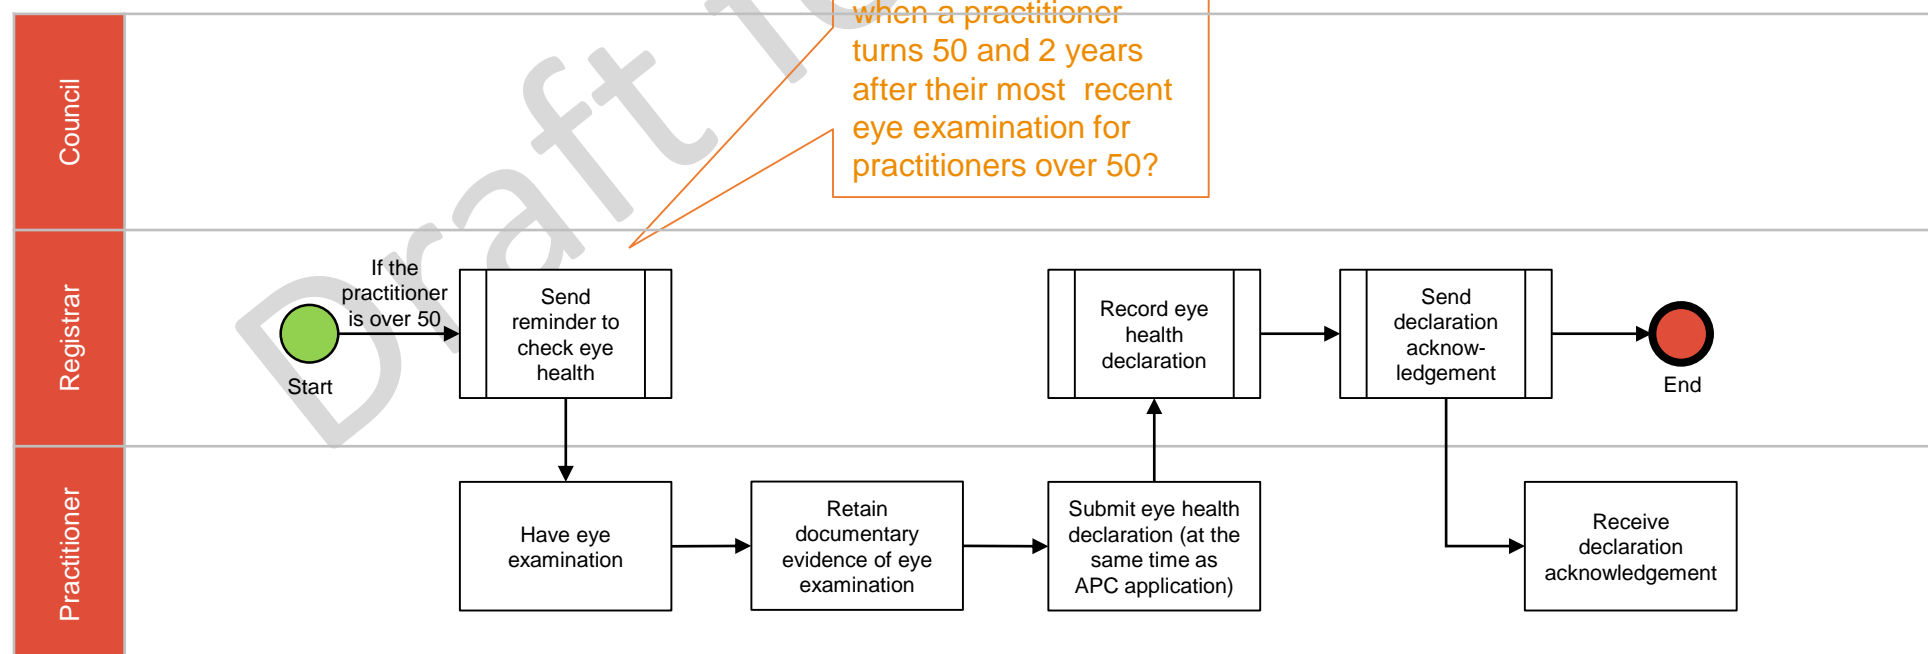 when a practitioner
turns 50 and 2 years
after their most recent
eye examination for
practitioners over 50?
Council
Draft
Registrar
If the
practitioner
is over 50
Start
Send
reminder to
check eye
health
Record eye
health
declaration
Send
declaration
acknow-
ledgement
End
Practitioner
Have eye
examination
Retain
documentary
evidence of eye
examination
Submit eye health
declaration (at the
same time as
APC application)
Receive
declaration
acknowledgement